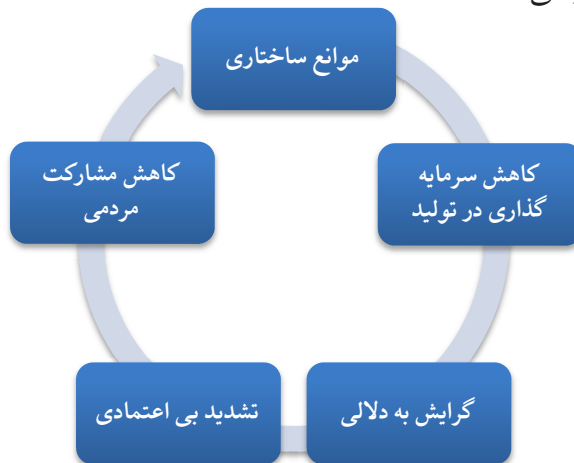 موانع ساختاری
کاهش سرمایه
گذاری در تولید
گرایش به دلالی
تشدید بی اعتمادی
کاهش مشارکت
مردمی